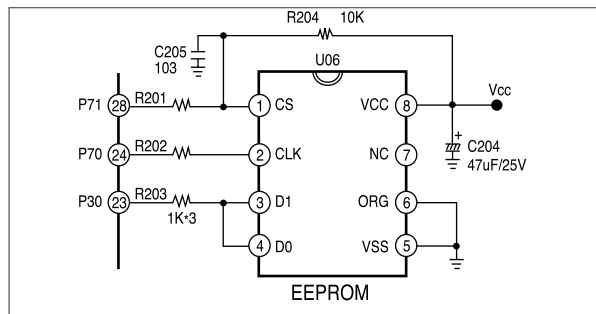 R204 10K
C205
103
U06
P71 28 R201 1 CS VCC 8 Vcc
P70 24 R202 2 CLK NC 7 + C204
47uF/25V
P30 23 R203 3 D1 ORG 6
1K*3
4 D0 VSS 5
EEPROM